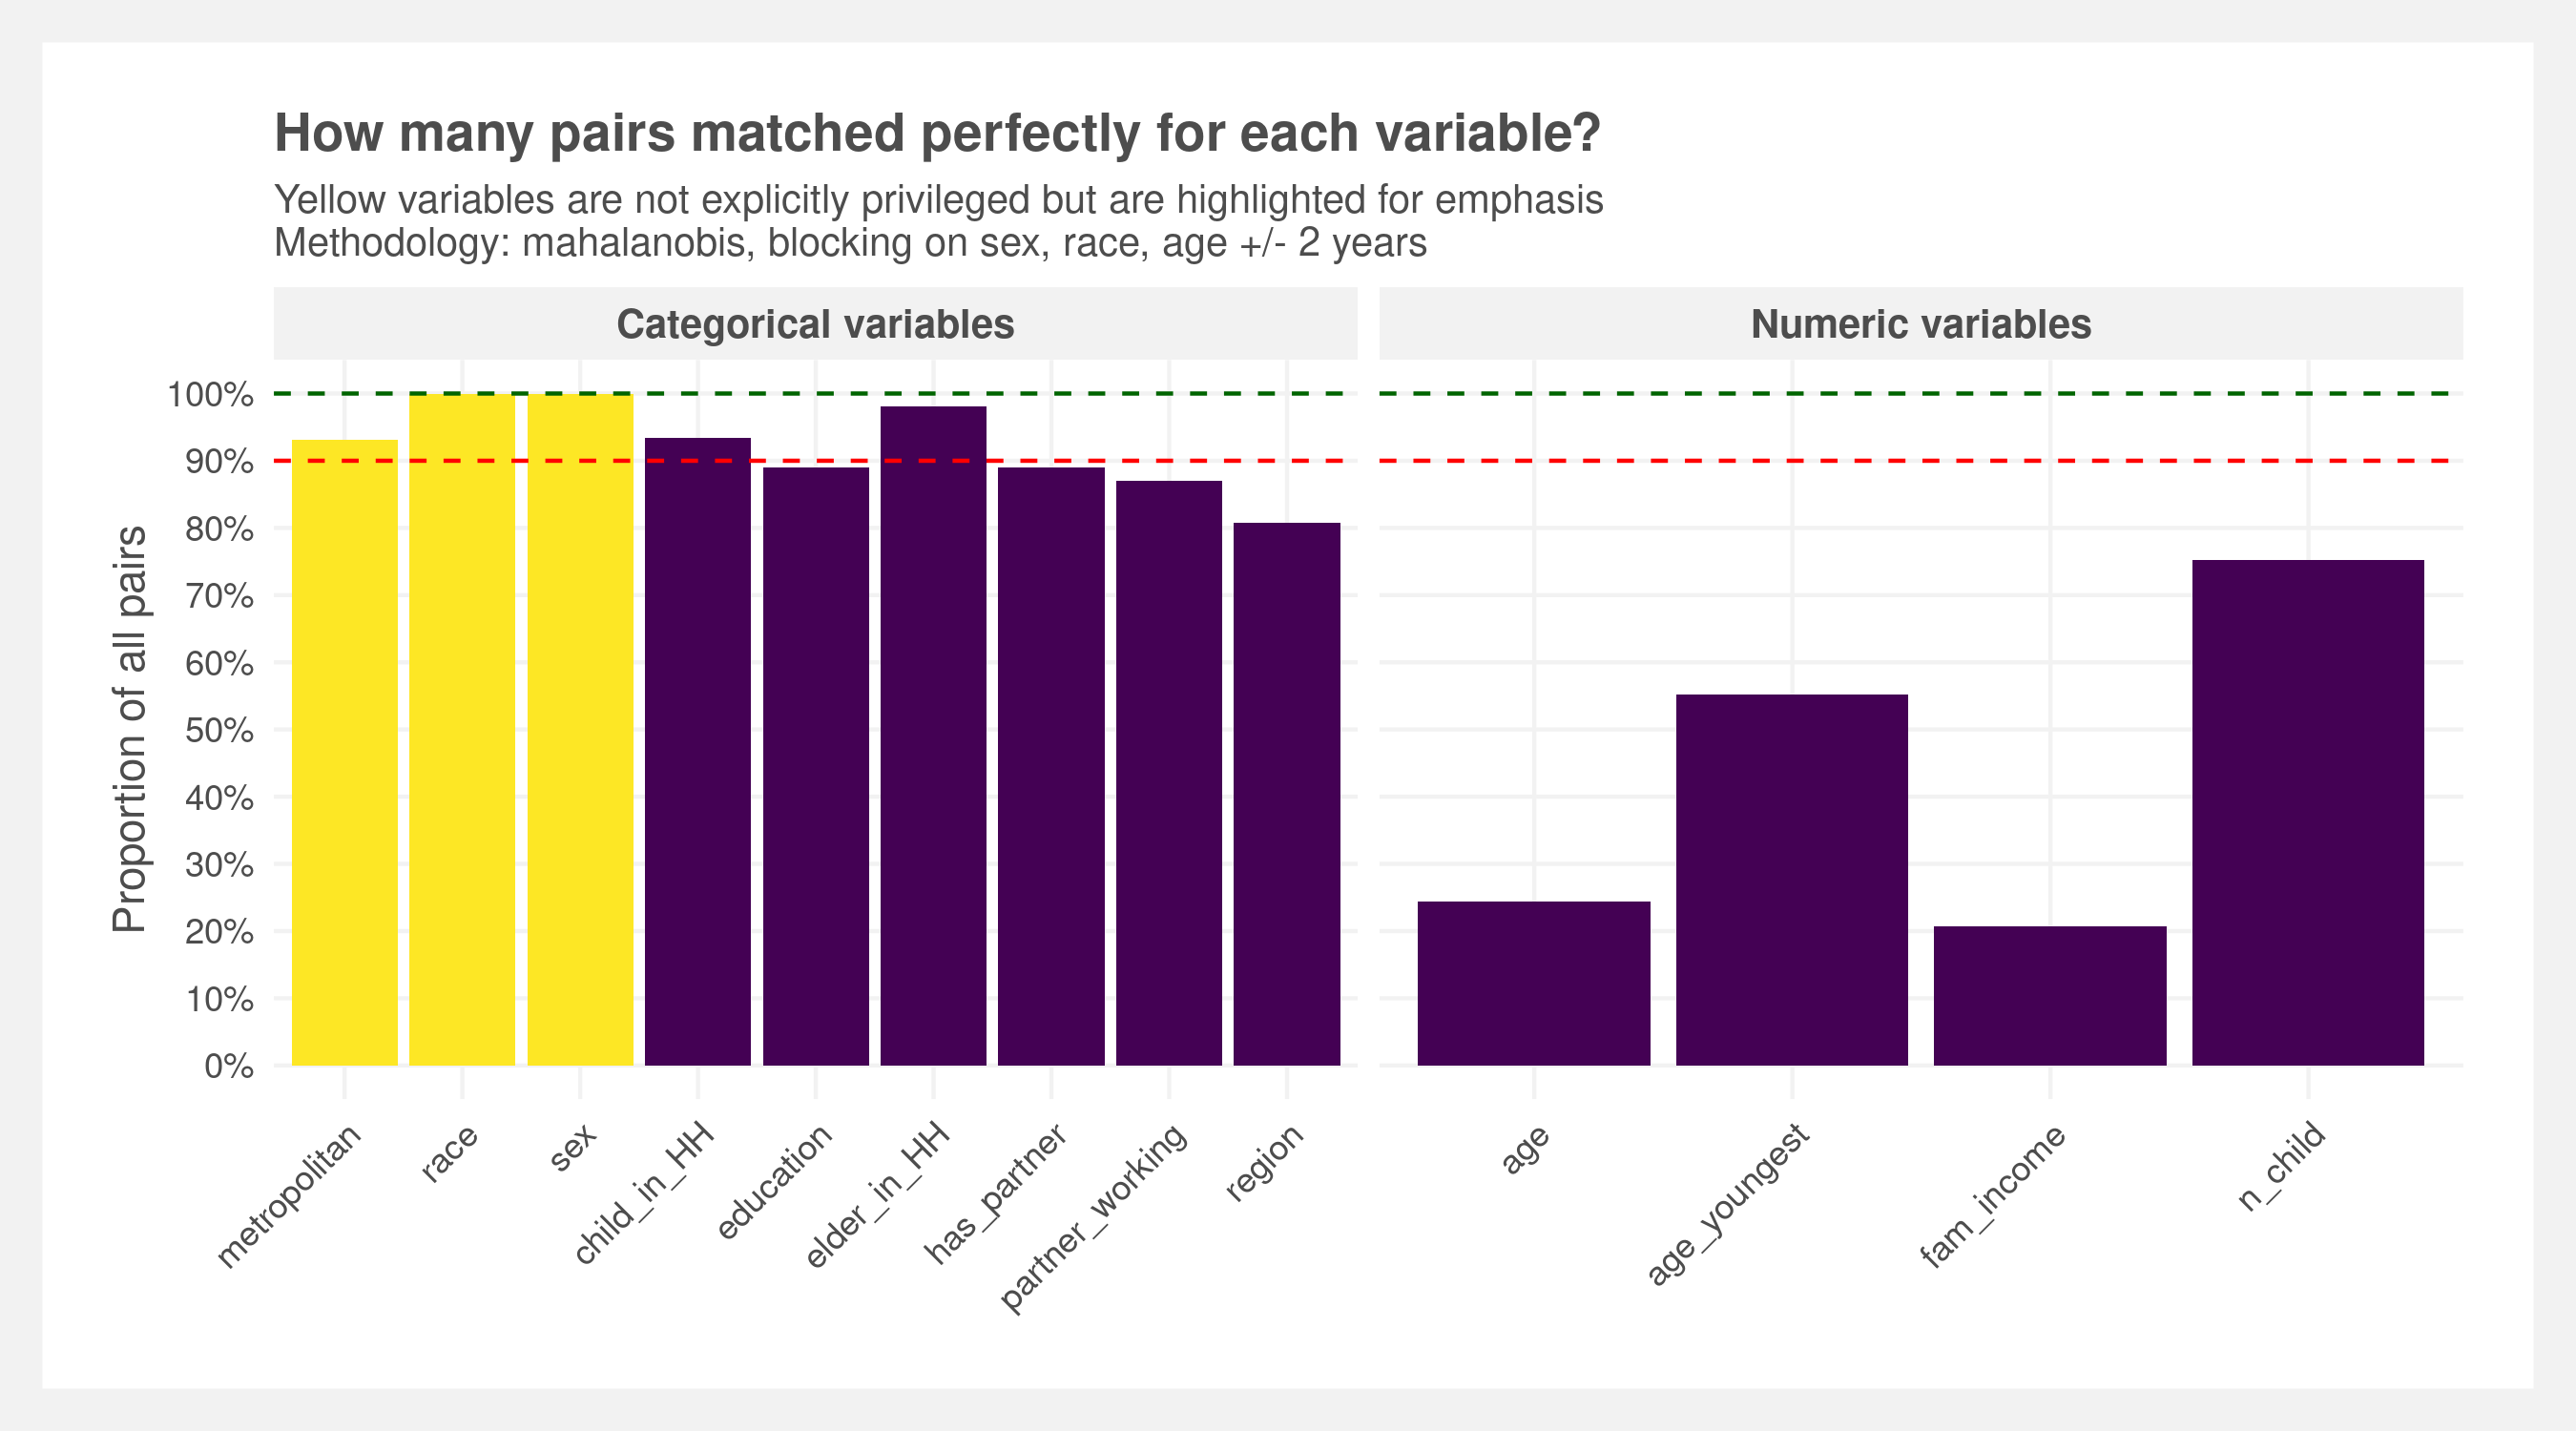 How many pairs matched perfectly for each variable?
Yellow variables are not explicitly privileged but are highlighted for emphasis
Methodology: mahalanobis, blocking on sex, race, age +/- 2 years
Categorical variables
Numeric variables
Proportion of all pairs
100%
90%
80%
70%
60%
50%
40%
30%
20%
10%
0%
metropolitan
race
sex
child_in_HH
education
elder_in_HH
has_partner
partner_working
region
age
age_youngest
fam_income
n_child